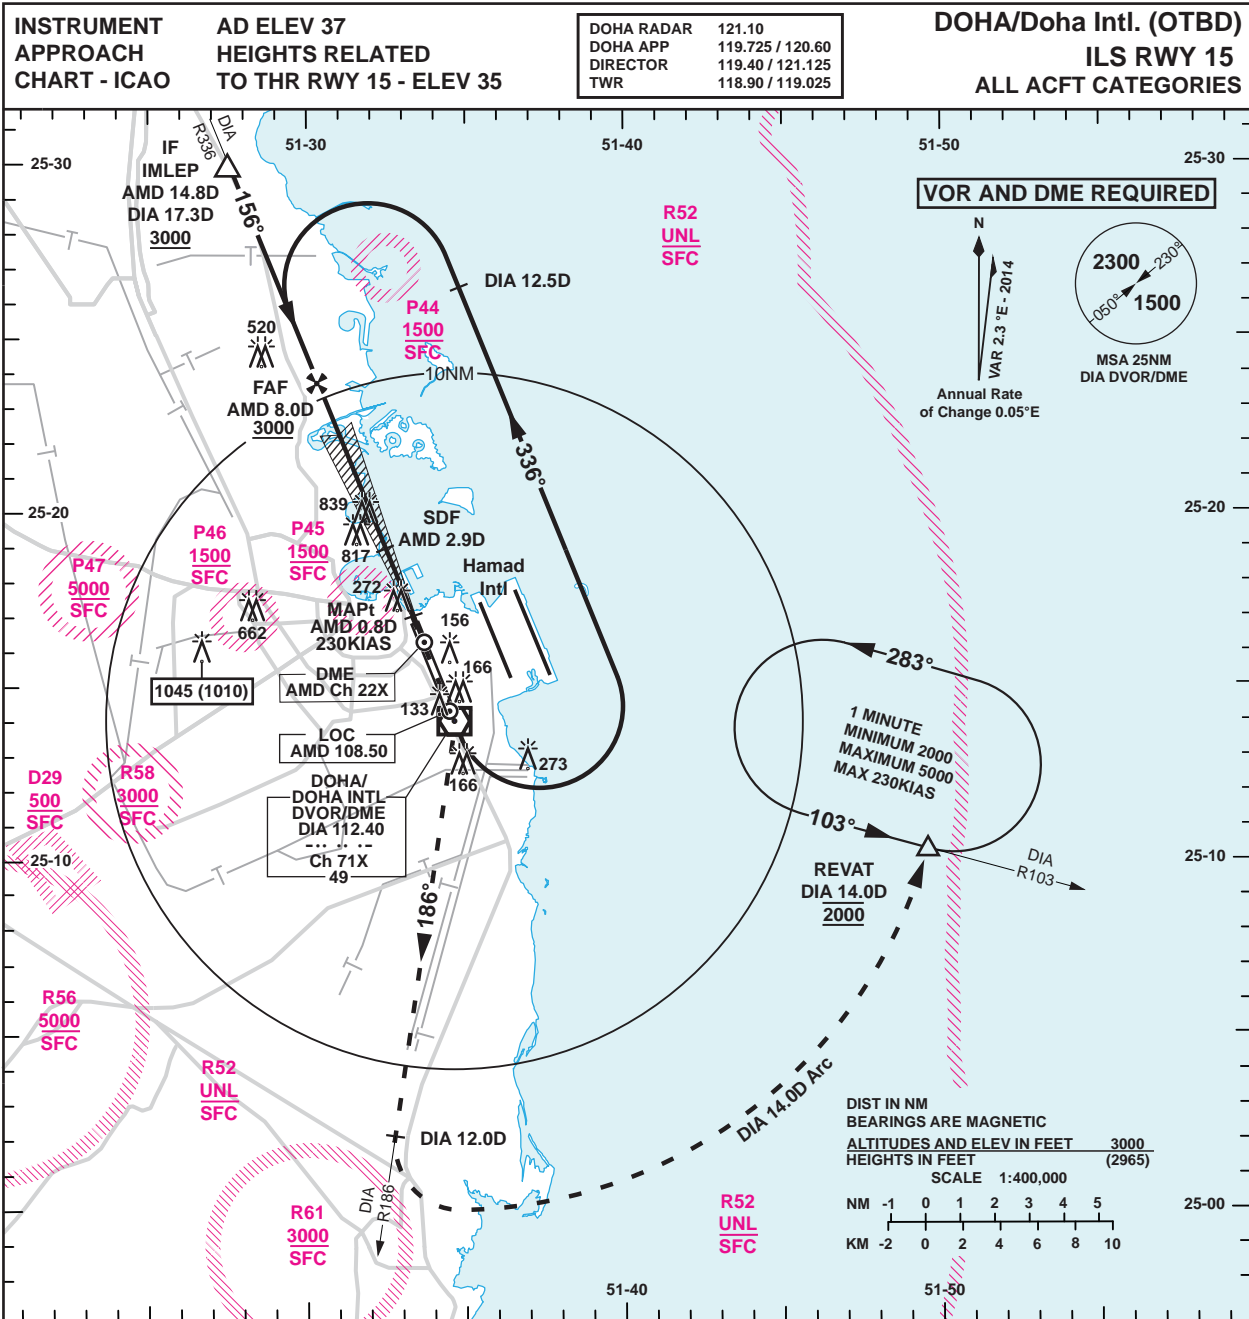 INSTRUMENT
APPROACH
CHART - ICAO
AD ELEV 37
HEIGHTS RELATED
TO THR RWY 15 - ELEV 35
DOHA RADAR 121.10
DOHA APP 119.725 / 120.60
DIRECTOR 119.40 / 121.125
TWR 118.90 / 119.025
DOHA/Doha Intl. (OTBD)
ILS RWY 15
ALL ACFT CATEGORIES
51-30
51-40
51-50
25-30
25-30
DIA
R336
IF
IMLEP
AMD 14.8D
DIA 17.3D
3000
156°
R52
UNL
SFC
VOR AND DME REQUIRED
N
VAR 2.3 °E - 2014
Annual Rate
of Change 0.05°E
2300
230°
050°
1500
MSA 25NM
DIA DVOR/DME
DIA 12.5D
P44
1500
SFC
520
FAF
AMD 8.0D
3000
10NM
336°
25-20
25-20
839
817
SDF
AMD 2.9D
P47
5000
SFC
P46
1500
SFC
P45
1500
SFC
Hamad
Intl
272
MAPt
AMD 0.8D
230KIAS
662
156
166
1045 (1010)
DME
AMD Ch 22X
133
LOC
AMD 108.50
166
273
283°
1 MINUTE
MINIMUM 2000
MAXIMUM 5000
MAX 230KIAS
103°
D29
500
SFC
R58
3000
SFC
DOHA/
DOHA INTL
DVOR/DME
DIA 112.40
-·· ·· ·-
Ch 71X
49
25-10
25-10
REVAT
DIA 14.0D
2000
DIA
R103
186°
R56
5000
SFC
R52
UNL
SFC
DIA 12.0D
DIA 14.0D Arc
DIA
R186
R61
3000
SFC
R52
UNL
SFC
DIST IN NM
BEARINGS ARE MAGNETIC
ALTITUDES AND ELEV IN FEET 3000
HEIGHTS IN FEET (2965)
SCALE 1:400,000
NM -1 0 1 2 3 4 5
KM -2 0 2 4 6 8 10
25-00
25-00
51-40
51-50